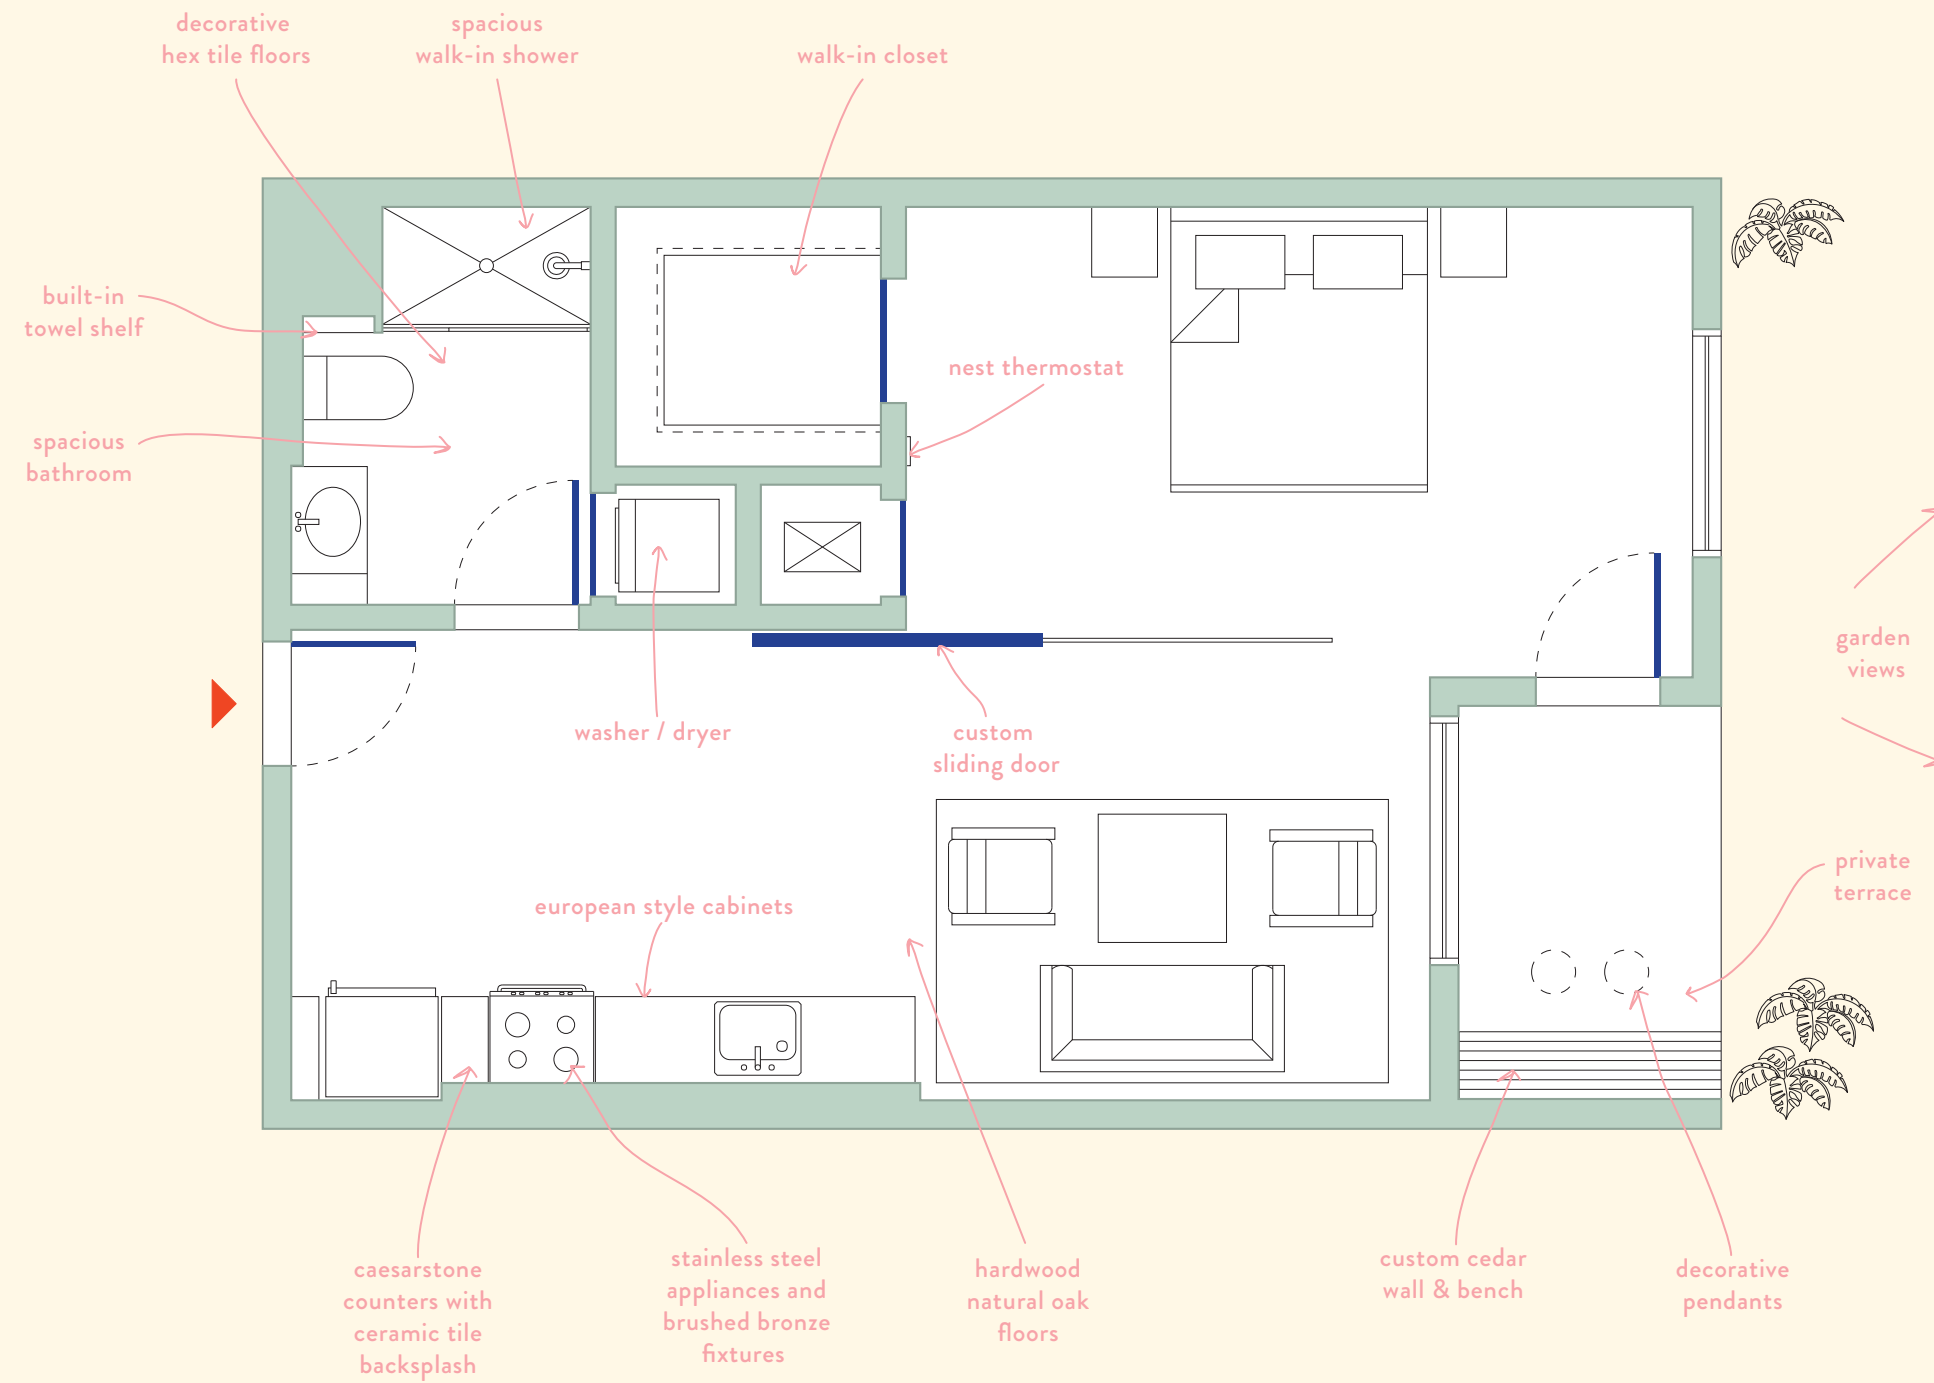 decorative
hex tile floors
spacious
walk-in shower
walk-in closet
built-in
towel shelf
nest thermostat
spacious
bathroom
garden
views
washer / dryer
custom
sliding door
private
terrace
european style cabinets
caesarstone
counters with
ceramic tile
backsplash
stainless steel
appliances and
brushed bronze
fixtures
hardwood
natural oak
floors
custom cedar
wall & bench
decorative
pendants